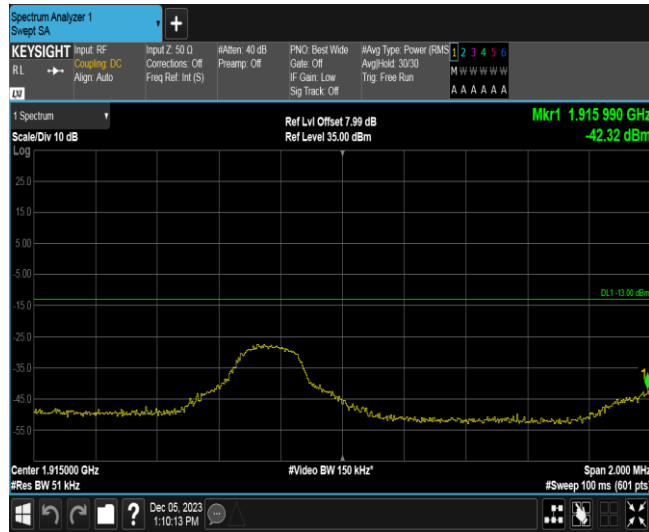 Spectrum Analyzer 1
Swept SA
+
KEYSIGHT
RL
LXI
Input: RF
Coupling: DC
Align: Auto
Input Z: 50 Ω
Corrections: Off
Freq Ref: Int (S)
#Atten: 40 dB
Preamp: Off
PNO: Best Wide
Gate: Off
IF Gain: Low
Sig Track: Off
#Avg Type: Power (RMS
Avg|Hold: 30/30
Trig: Free Run
1 2 3 4 5 6
M W W W W W
A A A A A A
1 Spectrum
Scale/Div 10 dB
Log
Ref Lvl Offset 7.99 dB
Ref Level 35.00 dBm
Mkr1 1.915 990 GHz
-42.32 dBm
25.0
15.0
5.00
-5.00
-15.0
-25.0
-35.0
-45.0
-55.0
DL1 -13.00 dBm
1
Center 1.915000 GHz
#Res BW 51 kHz
#Video BW 150 kHz*
Span 2.000 MHz
#Sweep 100 ms (601 pts)
?
Dec 05, 2023
1:10:13 PM